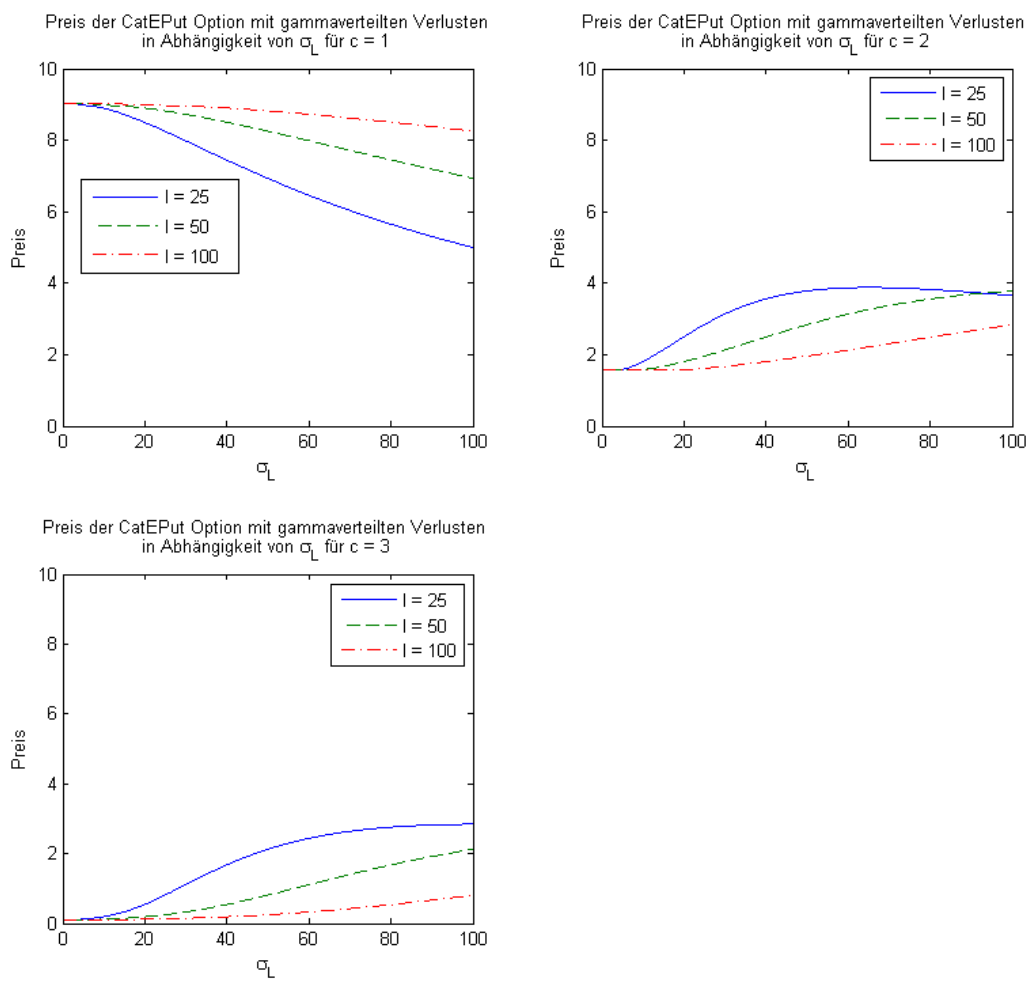 Preis der CatEPut Option mit gammaverteilten Verlusten
in Abhängigkeit von σL für c = 1
10
8
6
4
2
0
Preis
l = 25
l = 50
l = 100
0 20 40 60 80 100
σL
Preis der CatEPut Option mit gammaverteilten Verlusten
in Abhängigkeit von σL für c = 2
10
8
6
4
2
0
Preis
l = 25
l = 50
l = 100
0 20 40 60 80 100
σL
Preis der CatEPut Option mit gammaverteilten Verlusten
in Abhängigkeit von σL für c = 3
10
8
6
4
2
0
Preis
l = 25
l = 50
l = 100
0 20 40 60 80 100
σL